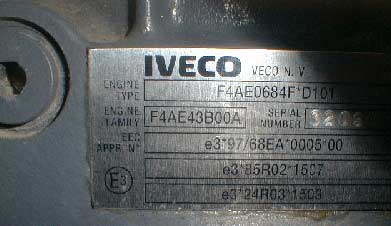 IVECO VECO N. V
ENGINE TYPE F4AE0684F*D101
ENGINE FAMILY F4AE43B00A SERIAL NUMBER
EEC APPR. N° e3*97/68EA*0005*00
E3 e3*85R02*1507
e3*24R03*1503